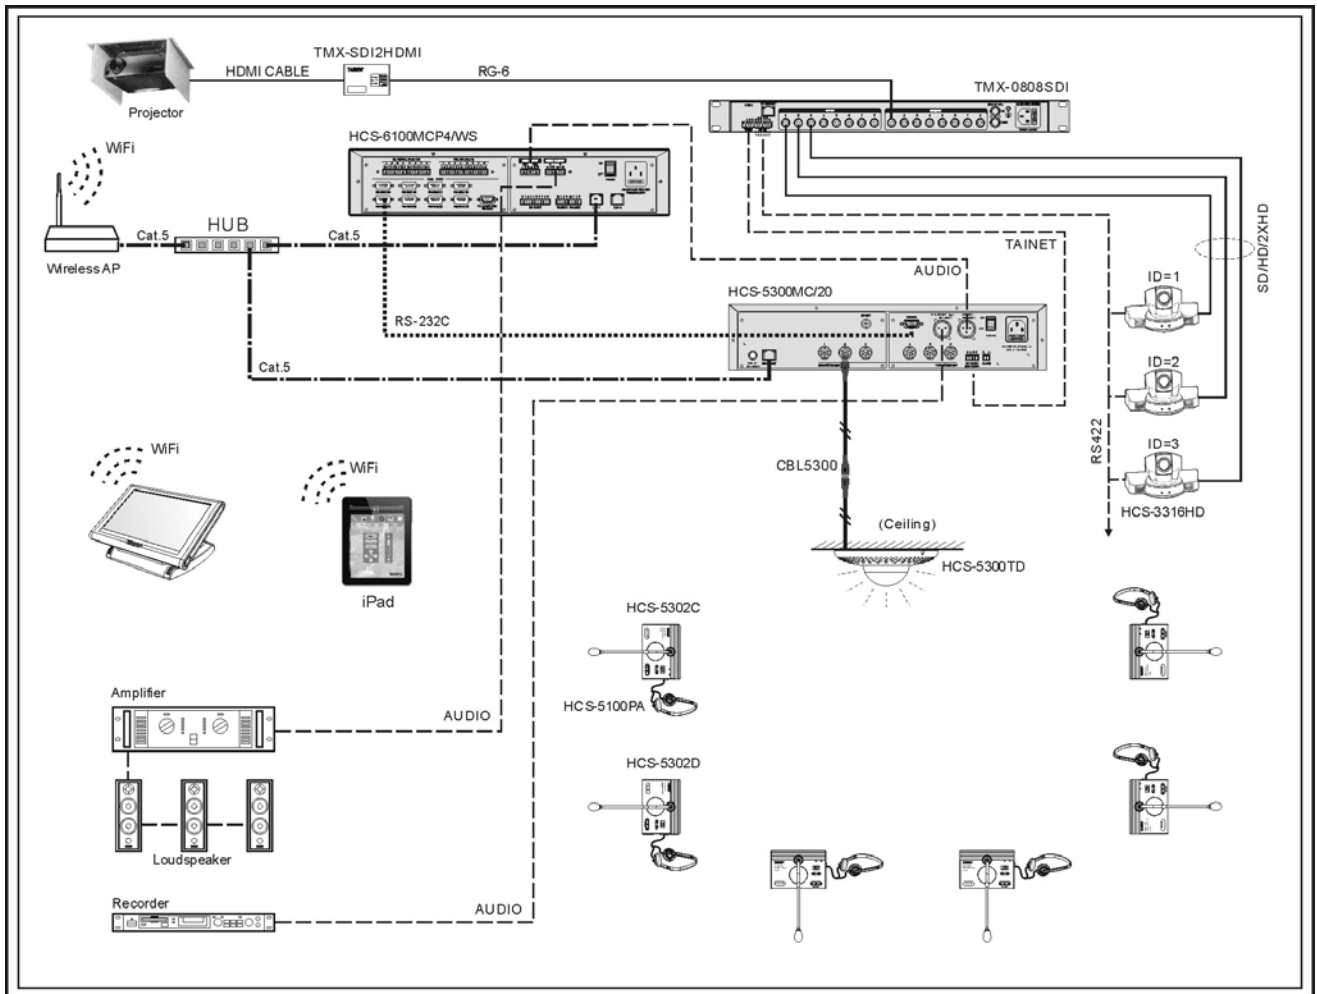 TMX-SDI2HDMI
HDMI CABLE
RG-6
TMX-0808SDI
Projector
HCS-6100MCP4/WS
WiFi
HUB
Cat.5
Cat.5
Wireless AP
TAINET
AUDIO
SD/HD/2XHD
ID=1
HCS-5300MC/20
RS-232C
Cat.5
ID=2
RS422
ID=3
WiFi
WiFi
CBL5300
HCS-3316HD
(Ceiling)
HCS-5300TD
iPad
HCS-5302C
Amplifier
HCS-5100PA
AUDIO
HCS-5302D
Loudspeaker
Recorder
AUDIO